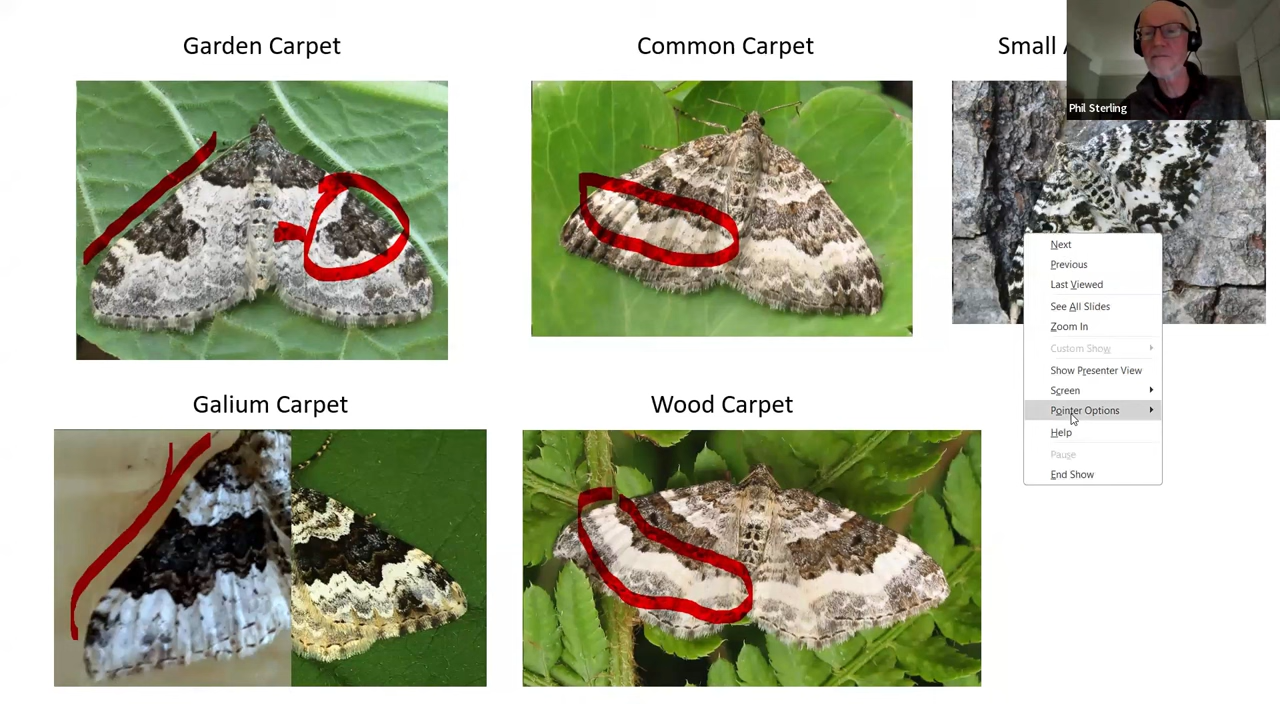 Garden Carpet
Common Carpet
Small
Phil Sterling
Next
Previous
Last Viewed
See All Slides
Zoom In
Custom Show
Show Presenter View
Screen
Pointer Options
Help
Pause
End Show
Galium Carpet
Wood Carpet